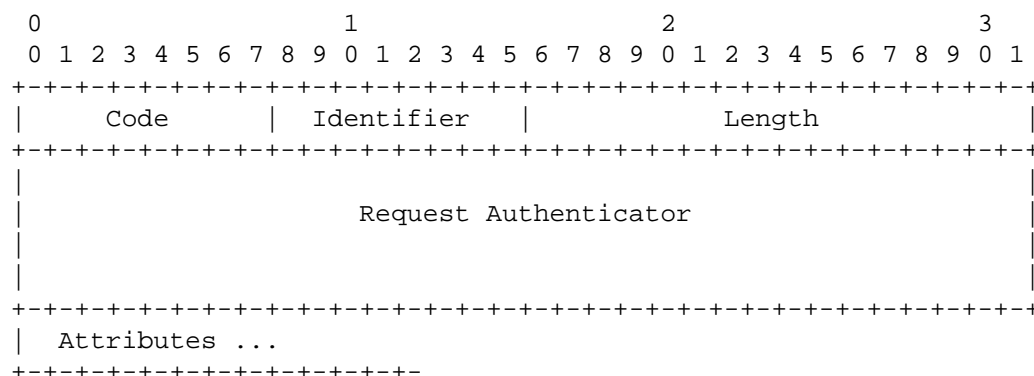 0                   1                   2                   3
 0 1 2 3 4 5 6 7 8 9 0 1 2 3 4 5 6 7 8 9 0 1 2 3 4 5 6 7 8 9 0 1
+-+-+-+-+-+-+-+-+-+-+-+-+-+-+-+-+-+-+-+-+-+-+-+-+-+-+-+-+-+-+-+-+
|     Code      |  Identifier   |            Length             |
+-+-+-+-+-+-+-+-+-+-+-+-+-+-+-+-+-+-+-+-+-+-+-+-+-+-+-+-+-+-+-+-+
|                                                               |
|                     Request Authenticator                     |
|                                                               |
|                                                               |
+-+-+-+-+-+-+-+-+-+-+-+-+-+-+-+-+-+-+-+-+-+-+-+-+-+-+-+-+-+-+-+-+
|  Attributes ...
+-+-+-+-+-+-+-+-+-+-+-+-+-